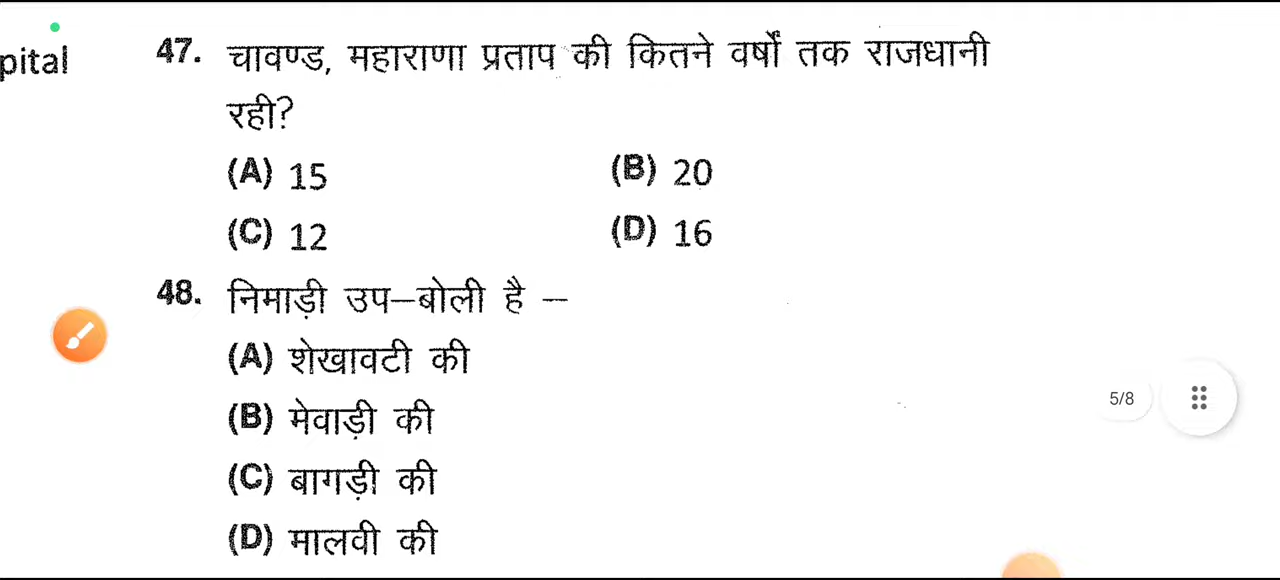 pital
47. चावण्ड, महाराणा प्रताप की कितने वर्षों तक राजधानी
रही?
(A) 15 (B) 20
(C) 12 (D) 16
48. निमाड़ी उप–बोली है –
(A) शेखावटी की
(B) मेवाड़ी की
(C) बागड़ी की
(D) मालवी की
5/8